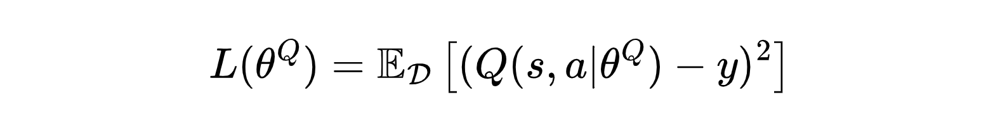 L(θ^Q) = 𝔼_𝒟 [(Q(s, a|θ^Q) − y)^2]